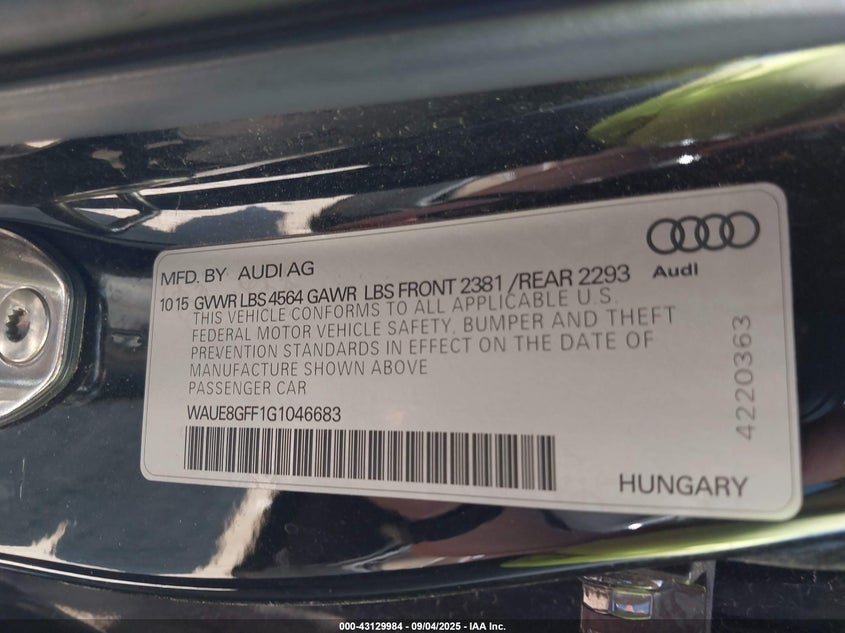 MFD. BY AUDI AG
Audi
10 15 GVWR LBS 4564 GAWR LBS FRONT 2381 /REAR 2293
THIS VEHICLE CONFORMS TO ALL APPLICABLE U.S.
FEDERAL MOTOR VEHICLE SAFETY, BUMPER AND THEFT
PREVENTION STANDARDS IN EFFECT ON THE DATE OF
MANUFACTURE SHOWN ABOVE
PASSENGER CAR
WAUE8GFF1G1046683
HUNGARY
4220363
000-43129984 - 09/04/2025 - IAA Inc.